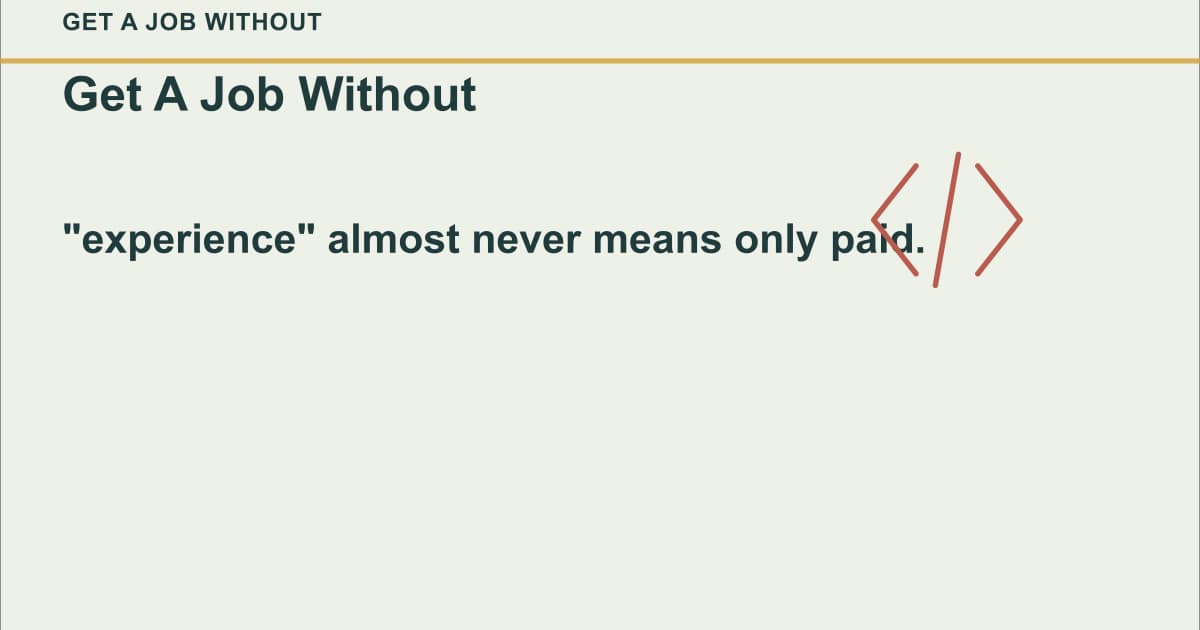 GET A JOB WITHOUT
Get A Job Without
"experience" almost never means only paid.